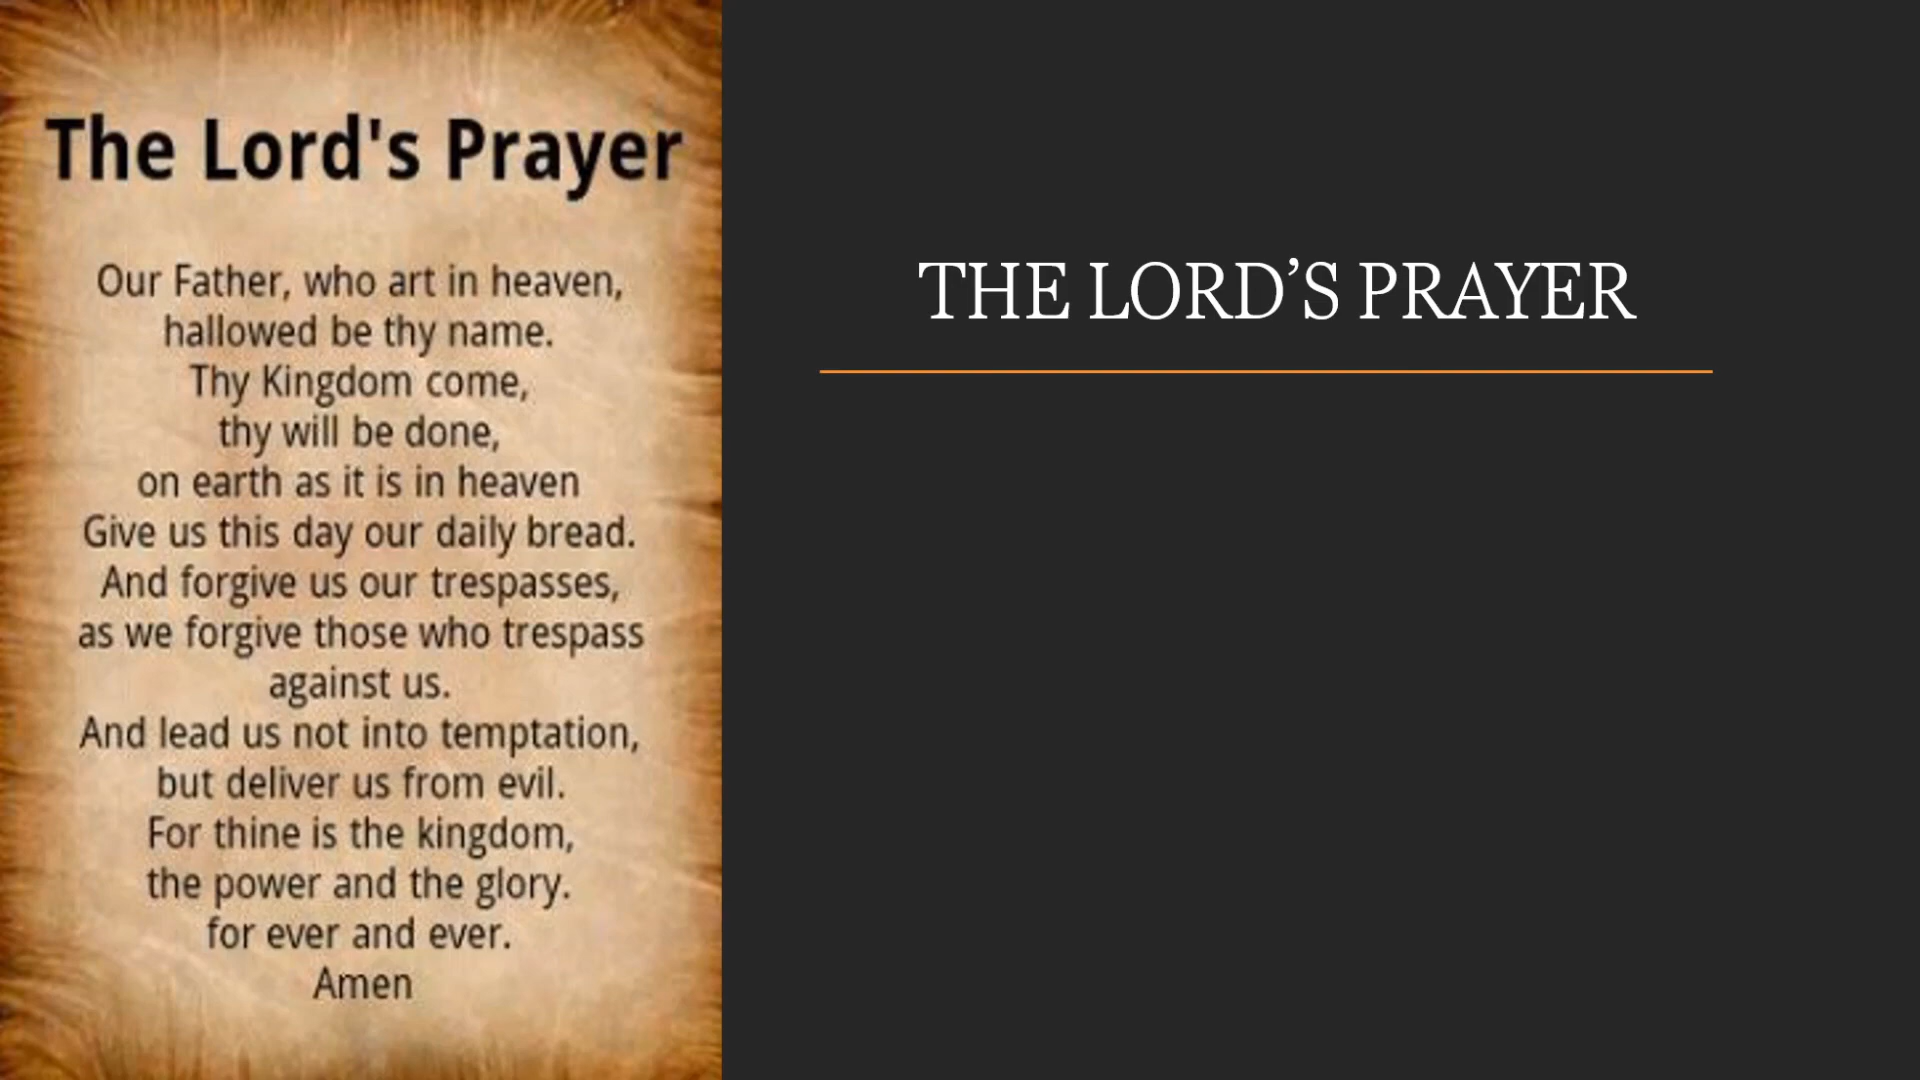 The Lord's Prayer
Our Father, who art in heaven,
hallowed be thy name.
Thy Kingdom come,
thy will be done,
on earth as it is in heaven
Give us this day our daily bread.
And forgive us our trespasses,
as we forgive those who trespass
against us.
And lead us not into temptation,
but deliver us from evil.
For thine is the kingdom,
the power and the glory.
for ever and ever.
Amen
THE LORD’S PRAYER